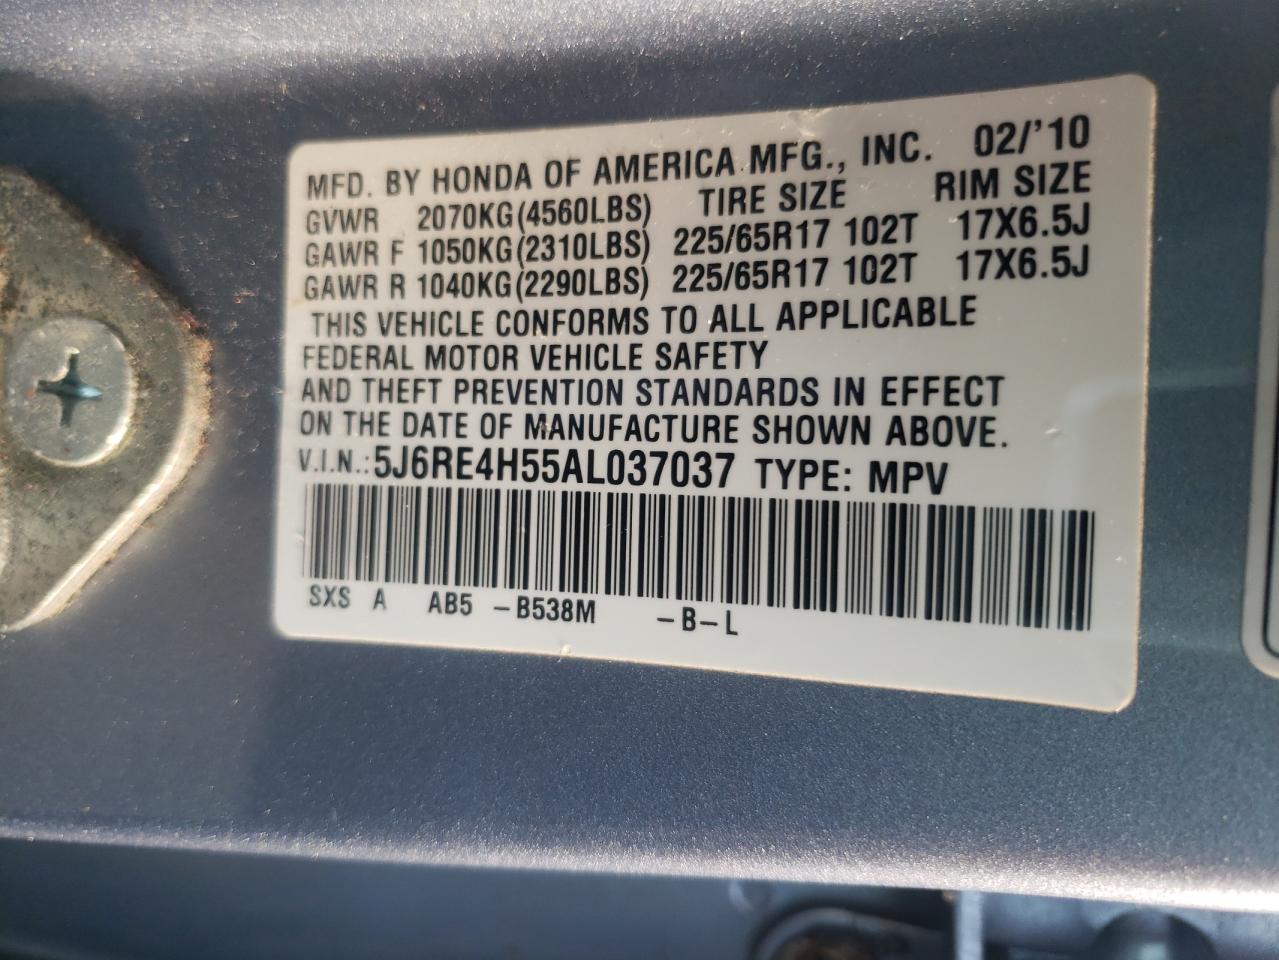 MFD. BY HONDA OF AMERICA MFG., INC. 02/'10
GVWR 2070KG(4560LBS) TIRE SIZE RIM SIZE
GAWR F 1050KG(2310LBS) 225/65R17 102T 17X6.5J
GAWR R 1040KG(2290LBS) 225/65R17 102T 17X6.5J
THIS VEHICLE CONFORMS TO ALL APPLICABLE
FEDERAL MOTOR VEHICLE SAFETY
AND THEFT PREVENTION STANDARDS IN EFFECT
ON THE DATE OF MANUFACTURE SHOWN ABOVE.
V.I.N.: 5J6RE4H55AL037037 TYPE: MPV
SXS A AB5 -B538M -B-L